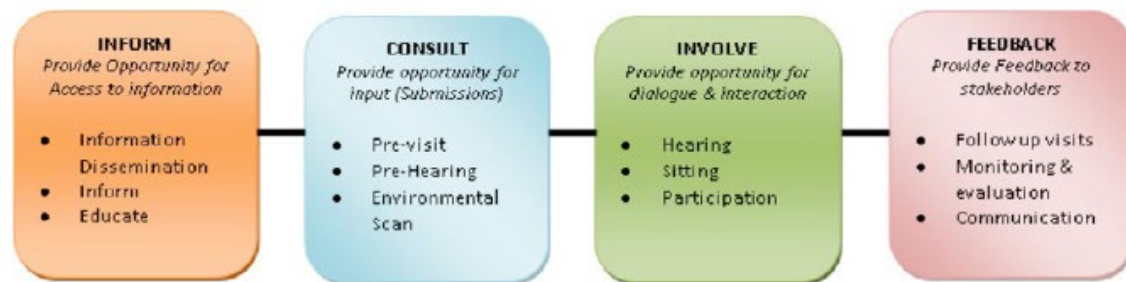 INFORM
Provide Opportunity for
Access to information
• Information
Dissemination
• Inform
• Educate
CONSULT
Provide opportunity for
input (Submissions)
• Pre-visit
• Pre-Hearing
• Environmental
Scan
INVOLVE
Provide opportunity for
dialogue & interaction
• Hearing
• Sitting
• Participation
FEEDBACK
Provide Feedback to
stakeholders
• Follow up visits
• Monitoring &
evaluation
• Communication